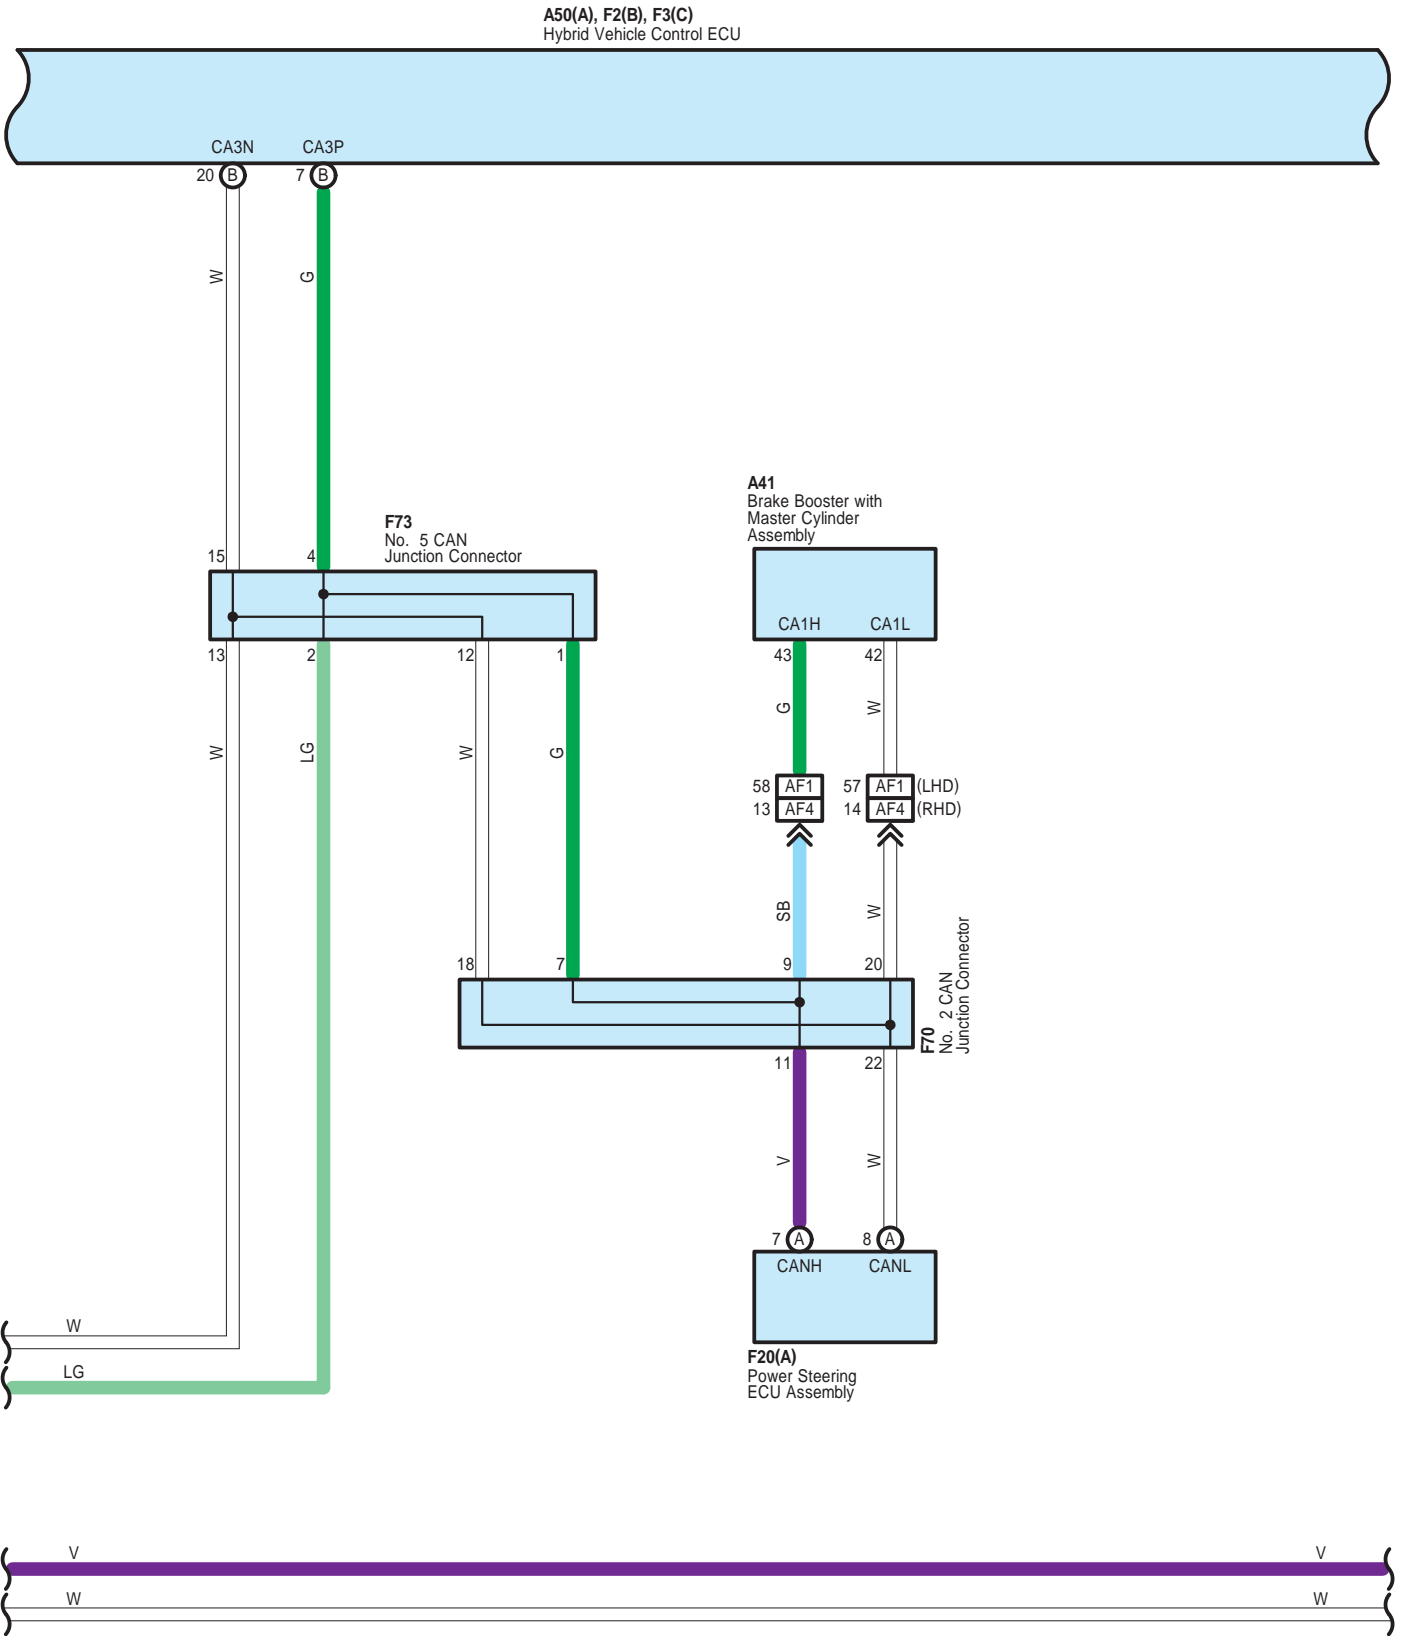 A50(A), F2(B), F3(C)
Hybrid Vehicle Control ECU
CA3N CA3P
20 B 7 B
W G
A41
Brake Booster with
Master Cylinder
Assembly
F73
No. 5 CAN
Junction Connector
15 4
CA1H CA1L
13 2 12 1 43 42
G W
W LG W G
58 AF1 57 AF1 (LHD)
13 AF4 14 AF4 (RHD)
SB W
18 7 9 20
F70
No. 2 CAN
Junction Connector
11 22
V W
7 A 8 A
CANH CANL
W
F20(A)
Power Steering
ECU Assembly
LG
V V
W W